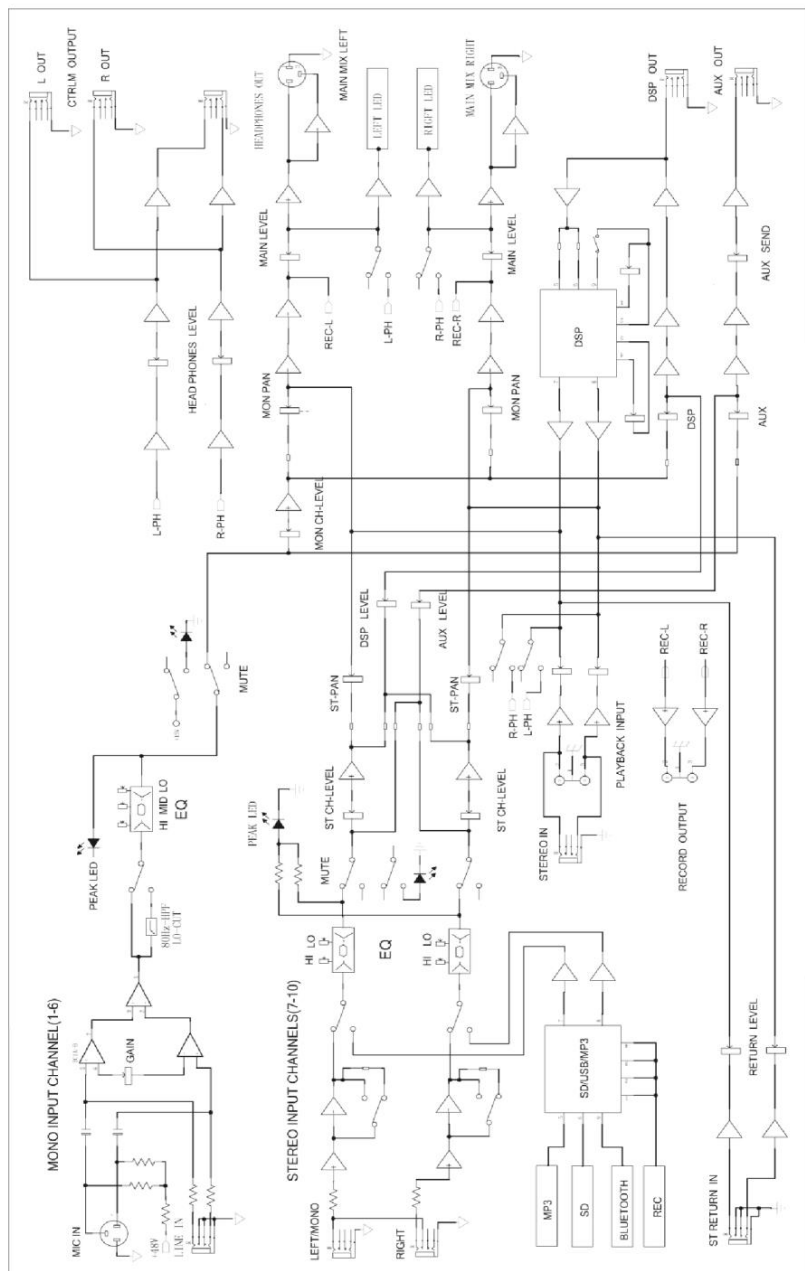 MONO INPUT CHANNEL(1-6)
MIC IN
+48V
LINE IN
GAIN
80Hz-HPF
LO-CUT
PEAK LED
HI MID LO
EQ
MUTE
L-PH
R-PH
HEADPHONES LEVEL
L OUT
CTRLM OUTPUT
R OUT
HEADPHONES OUT
STEREO INPUT CHANNELS(7-10)
LEFT/MONO
RIGHT
HI LO
EQ
HI LO
PEAK LED
MUTE
ST CH-LEVEL
ST CH-LEVEL
ST-PAN
ST-PAN
DSP LEVEL
AUX LEVEL
MON CH-LEVEL
MON PAN
MON PAN
REC-L
L-PH
R-PH
REC-R
MAIN LEVEL
MAIN LEVEL
LEFT LED
RIGHT LED
MAIN MIX LEFT
MAIN MIX RIGHT
MP3
SD
BLUETOOTH
REC
SD/USB/MP3
STEREO IN
PLAYBACK INPUT
R-PH
L-PH
RECORD OUTPUT
REC-L
REC-R
DSP
DSP
AUX
AUX SEND
DSP OUT
AUX OUT
ST RETURN IN
RETURN LEVEL